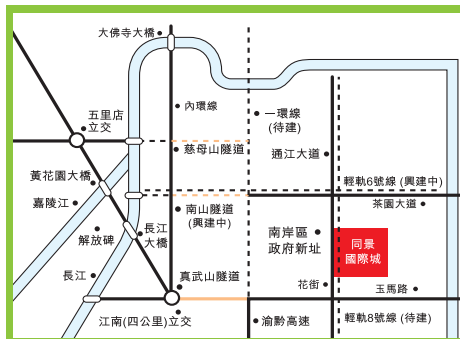 大佛寺大橋
內環線
一環線
(待建)
五里店
立交
慈母山隧道
通江大道
黃花園大橋
輕軌6號線 (興建中)
嘉陵江
茶園大道
南山隧道
(興建中)
長江
大橋
解放碑
南岸區
政府新址
同景
國際城
長江
真武山隧道
花街
玉馬路
江南(四公里)立交
渝黔高速
輕軌8號線 (待建)